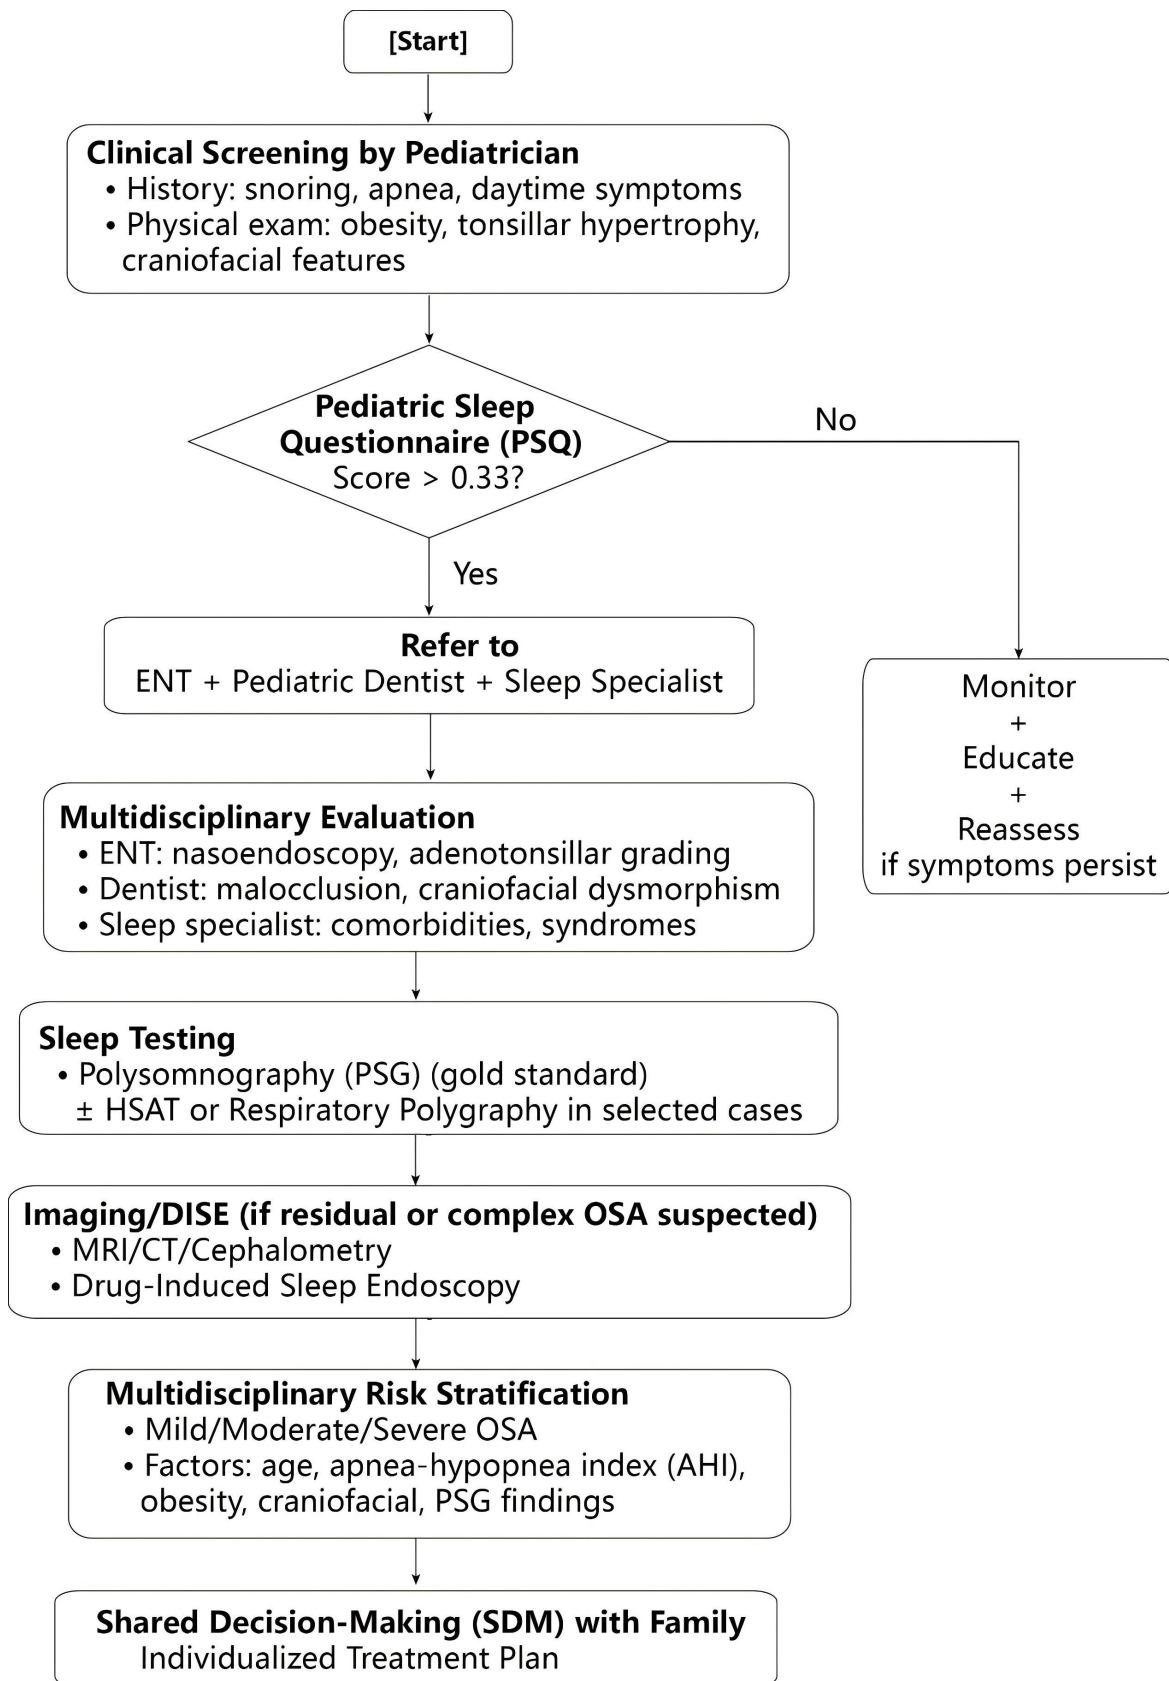 [Start]
Clinical Screening by Pediatrician
• History: snoring, apnea, daytime symptoms
• Physical exam: obesity, tonsillar hypertrophy,
craniofacial features
Pediatric Sleep
Questionnaire (PSQ)
Score > 0.33?
No
Yes
Refer to
ENT + Pediatric Dentist + Sleep Specialist
Monitor
+
Educate
+
Reassess
if symptoms persist
Multidisciplinary Evaluation
• ENT: nasoendoscopy, adenotonsillar grading
• Dentist: malocclusion, craniofacial dysmorphism
• Sleep specialist: comorbidities, syndromes
Sleep Testing
• Polysomnography (PSG) (gold standard)
± HSAT or Respiratory Polygraphy in selected cases
Imaging/DISE (if residual or complex OSA suspected)
• MRI/CT/Cephalometry
• Drug-Induced Sleep Endoscopy
Multidisciplinary Risk Stratification
• Mild/Moderate/Severe OSA
• Factors: age, apnea-hypopnea index (AHI),
obesity, craniofacial, PSG findings
Shared Decision-Making (SDM) with Family
Individualized Treatment Plan